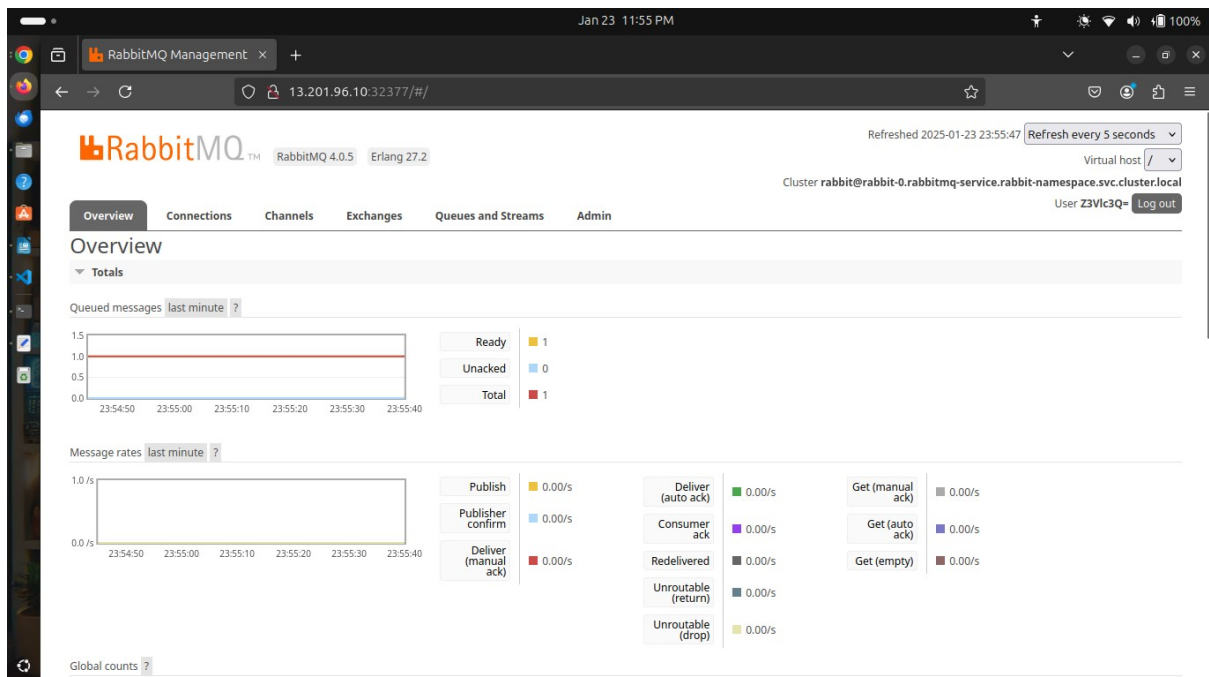 Jan 23 11:55 PM
100%
RabbitMQ Management
13.201.96.10:32377/#/
RabbitMQ TM RabbitMQ 4.0.5 Erlang 27.2
Refreshed 2025-01-23 23:55:47 Refresh every 5 seconds
Virtual host /
Cluster rabbit@rabbit-0.rabbitmq-service.rabbit-namespace.svc.cluster.local
User Z3Vlc3Q= Log out
Overview Connections Channels Exchanges Queues and Streams Admin
Overview
Totals
Queued messages last minute ?
1.5
1.0
0.5
0.0
23:54:50 23:55:00 23:55:10 23:55:20 23:55:30 23:55:40
Ready 1
Unacked 0
Total 1
Message rates last minute ?
1.0 /s
0.0 /s
23:54:50 23:55:00 23:55:10 23:55:20 23:55:30 23:55:40
Publish 0.00/s
Publisher
confirm 0.00/s
Deliver
(manual
ack) 0.00/s
Deliver
(auto ack) 0.00/s
Consumer
ack 0.00/s
Redelivered 0.00/s
Unroutable
(return) 0.00/s
Unroutable
(drop) 0.00/s
Get (manual
ack) 0.00/s
Get (auto
ack) 0.00/s
Get (empty) 0.00/s
Global counts ?